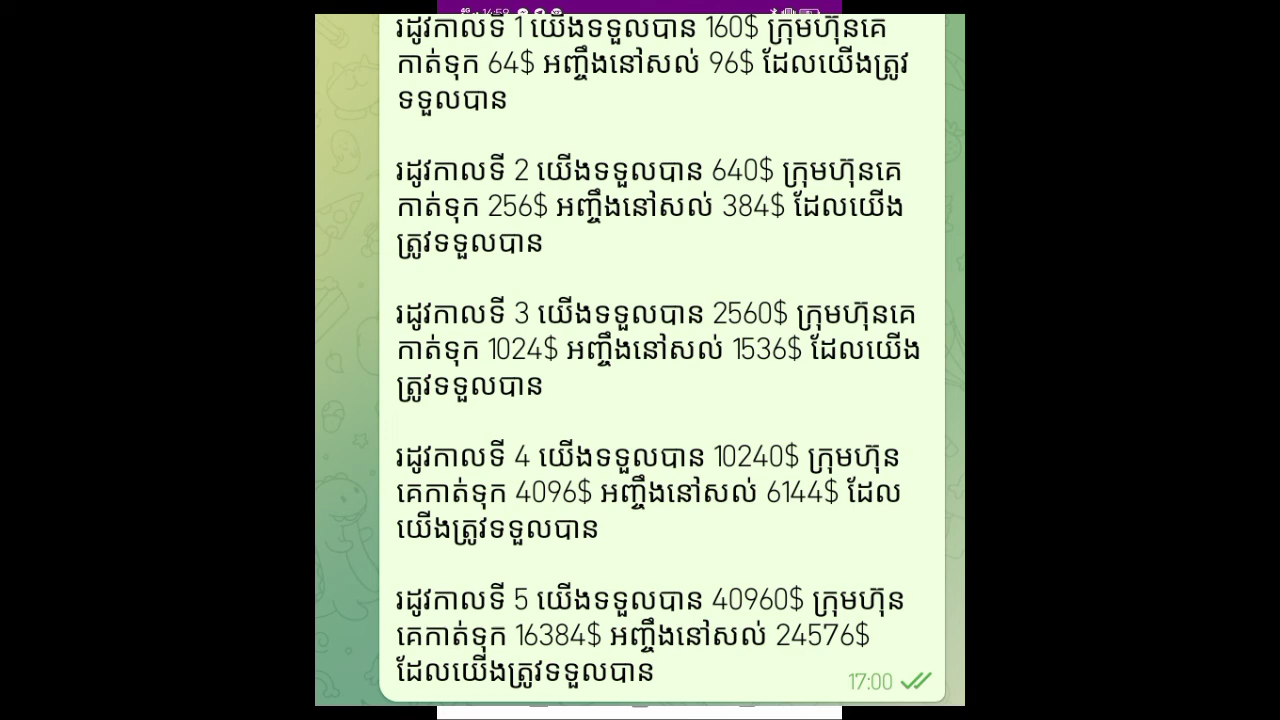 រដូវកាលទី 1 យើងទទួលបាន 160$ ក្រុមហ៊ុនគេ
កាត់ទុក 64$ អញ្ចឹងនៅសល់ 96$ ដែលយើងត្រូវ
ទទួលបាន
រដូវកាលទី 2 យើងទទួលបាន 640$ ក្រុមហ៊ុនគេ
កាត់ទុក 256$ អញ្ចឹងនៅសល់ 384$ ដែលយើង
ត្រូវទទួលបាន
រដូវកាលទី 3 យើងទទួលបាន 2560$ ក្រុមហ៊ុនគេ
កាត់ទុក 1024$ អញ្ចឹងនៅសល់ 1536$ ដែលយើង
ត្រូវទទួលបាន
រដូវកាលទី 4 យើងទទួលបាន 10240$ ក្រុមហ៊ុន
គេកាត់ទុក 4096$ អញ្ចឹងនៅសល់ 6144$ ដែល
យើងត្រូវទទួលបាន
រដូវកាលទី 5 យើងទទួលបាន 40960$ ក្រុមហ៊ុន
គេកាត់ទុក 16384$ អញ្ចឹងនៅសល់ 24576$
ដែលយើងត្រូវទទួលបាន
17:00